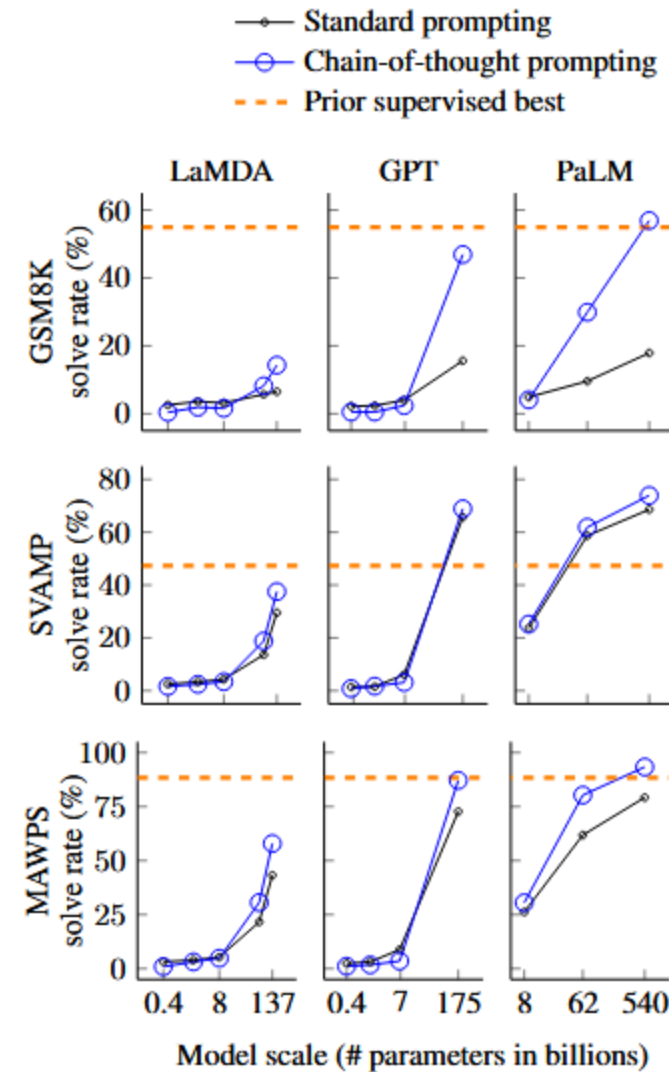 Standard prompting
Chain-of-thought prompting
Prior supervised best
LaMDA GPT PaLM
GSM8K
solve rate (%)
60
40
20
0
SVAMP
solve rate (%)
80
60
40
20
0
MAWPS
solve rate (%)
100
75
50
25
0
0.4 8 137 0.4 7 175 8 62 540
Model scale (# parameters in billions)